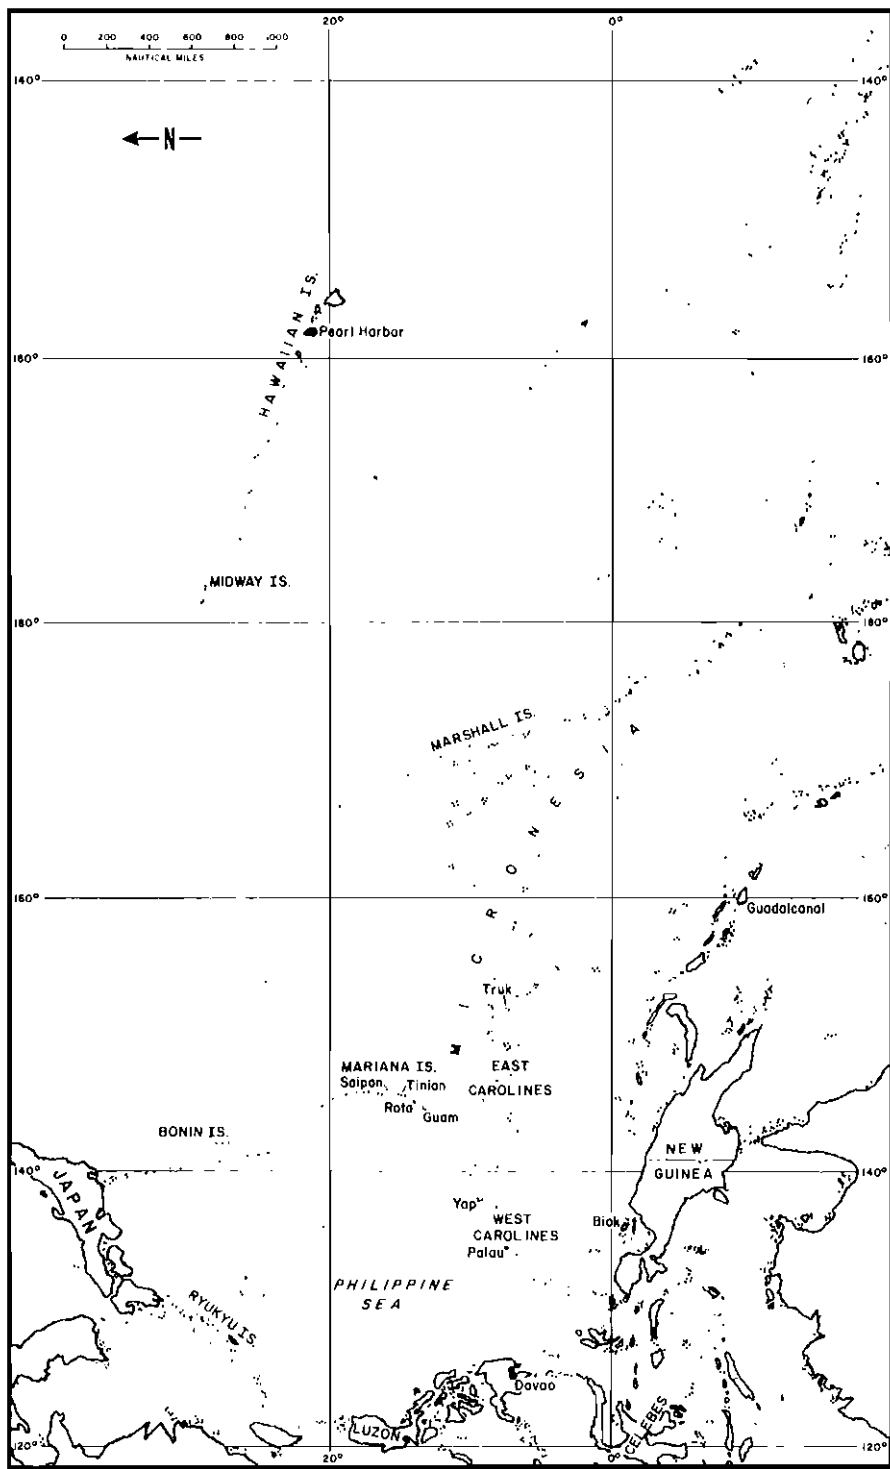 20° 0°
0 200 400 600 800 1000
NAUTICAL MILES
140° 140°
N
HAWAIIAN IS.
Pearl Harbor
160° 160°
MIDWAY IS.
180° 180°
MARSHALL IS.
MICRONESIA
160° 160°
Guadalcanal
Truk
MARIANA IS.
EAST
CAROLINES
Saipan
Tinian
Rota
Guam
BONIN IS.
NEW
GUINEA
140° 140°
JAPAN
Yap
WEST
CAROLINES
Biak
Palau
PHILIPPINE
SEA
RYUKYU IS.
Davao
LUZON
CELEBES
120° 20° 0° 120°